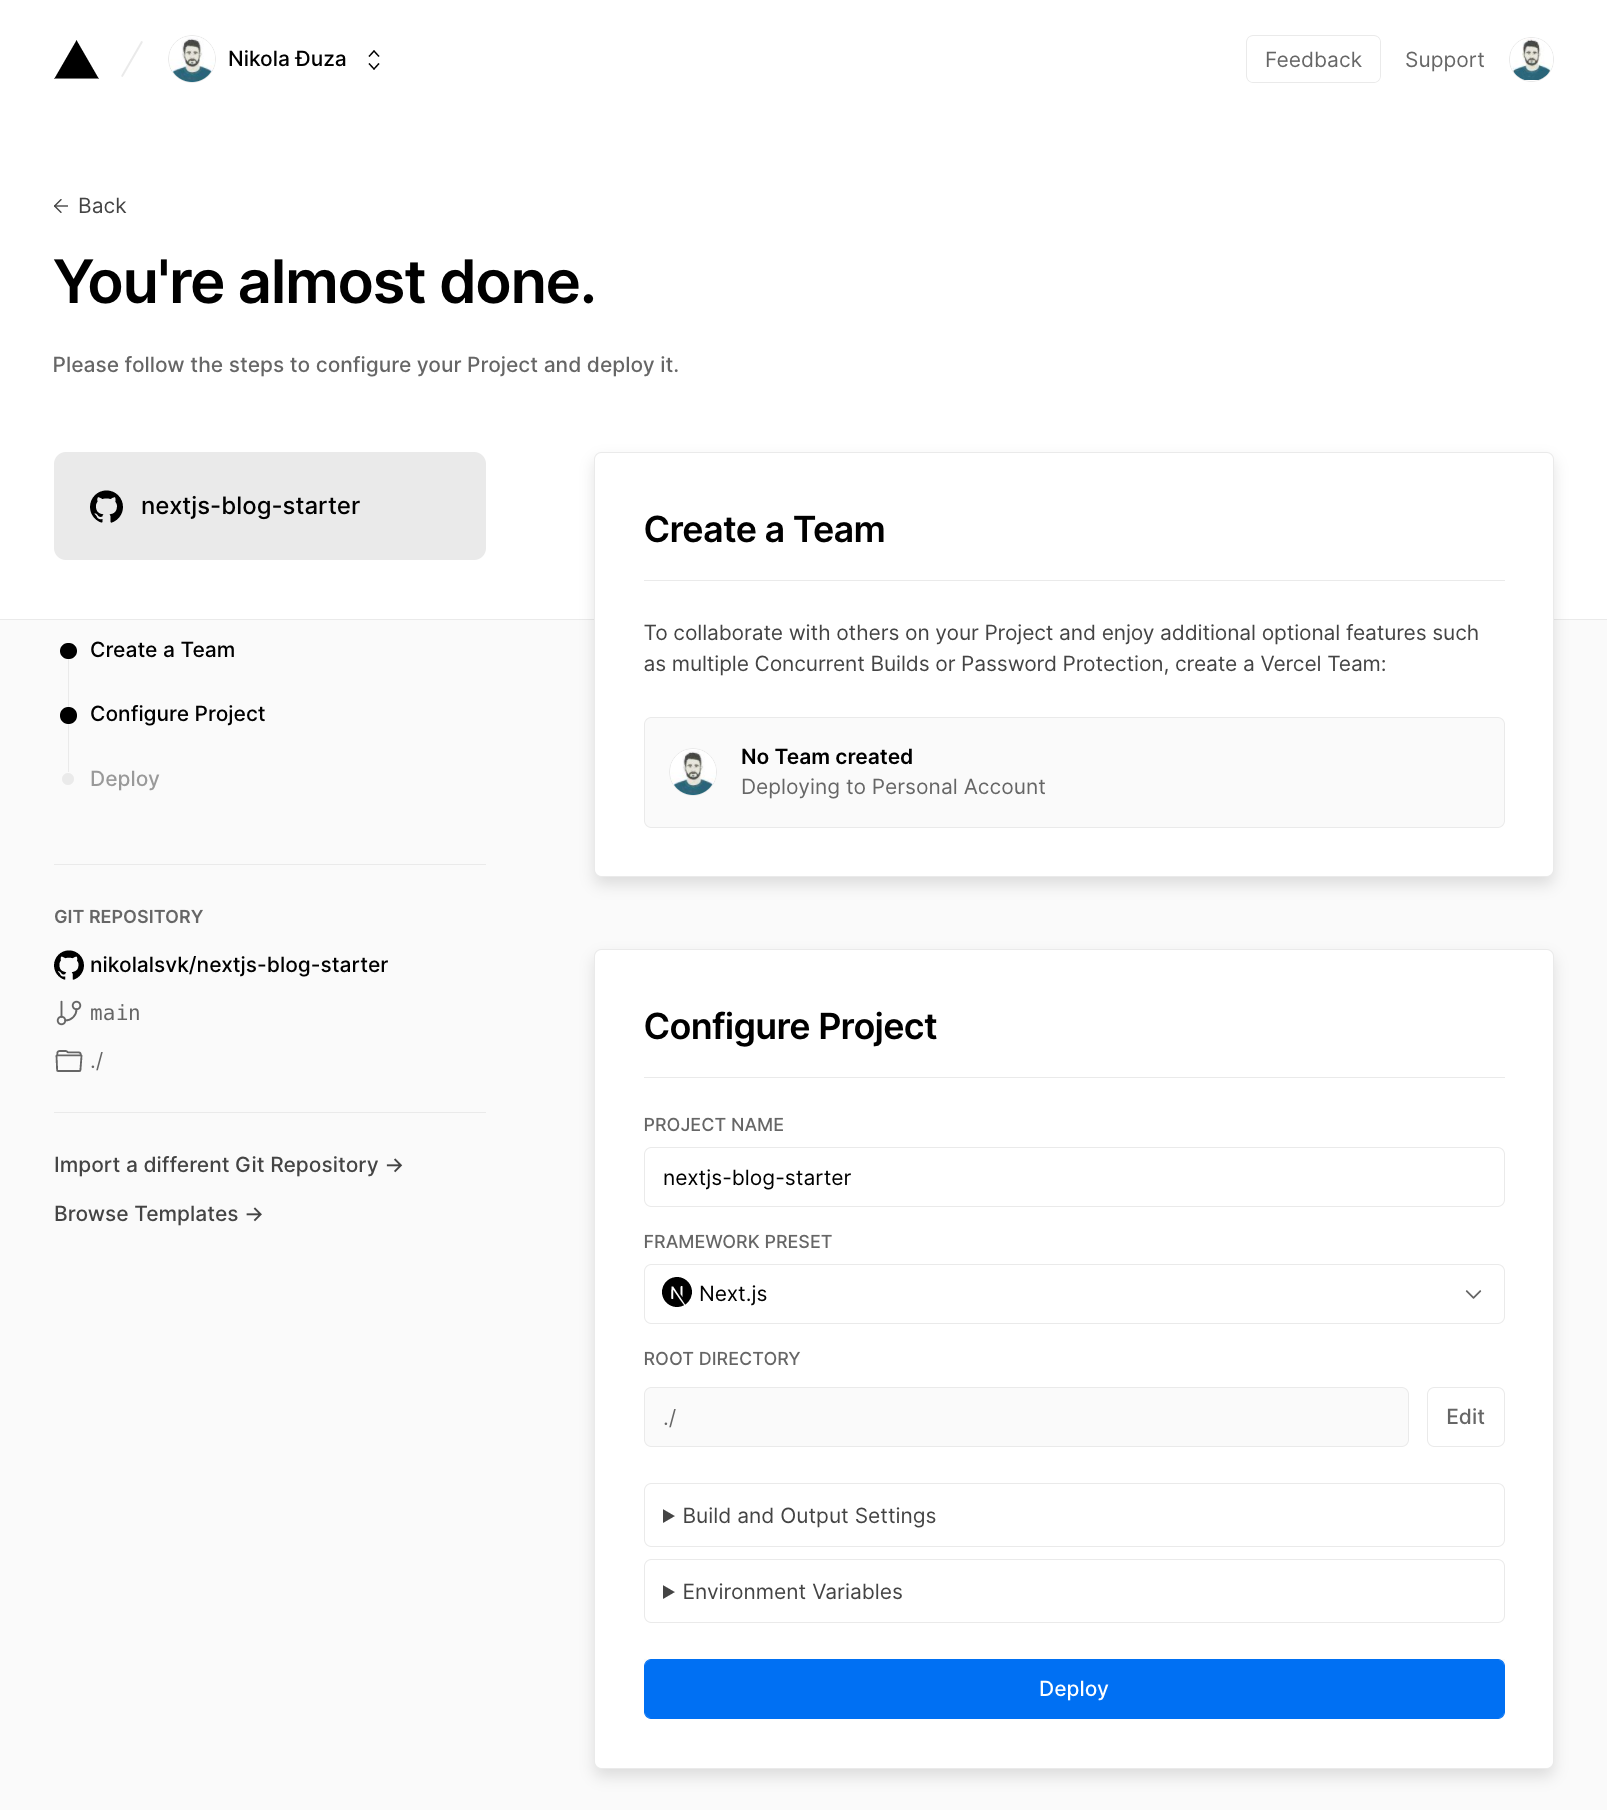 Nikola Đuza
Feedback
Support
← Back
You're almost done.
Please follow the steps to configure your Project and deploy it.
nextjs-blog-starter
Create a Team
Configure Project
Deploy
GIT REPOSITORY
nikolalsvk/nextjs-blog-starter
main
./
Import a different Git Repository →
Browse Templates →
Create a Team
To collaborate with others on your Project and enjoy additional optional features such
as multiple Concurrent Builds or Password Protection, create a Vercel Team:
No Team created
Deploying to Personal Account
Configure Project
PROJECT NAME
nextjs-blog-starter
FRAMEWORK PRESET
N Next.js
ROOT DIRECTORY
./
Edit
Build and Output Settings
Environment Variables
Deploy